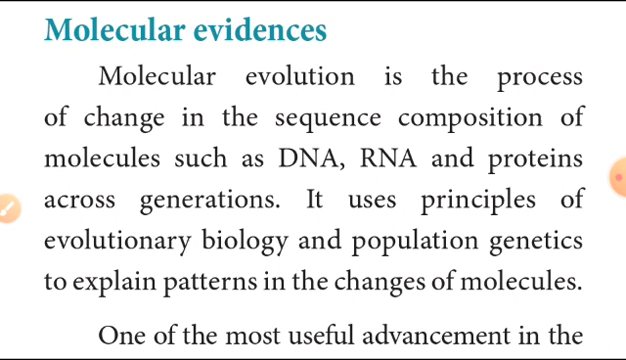 Molecular evidences
Molecular evolution is the process
of change in the sequence composition of
molecules such as DNA, RNA and proteins
across generations. It uses principles of
evolutionary biology and population genetics
to explain patterns in the changes of molecules.
One of the most useful advancement in the